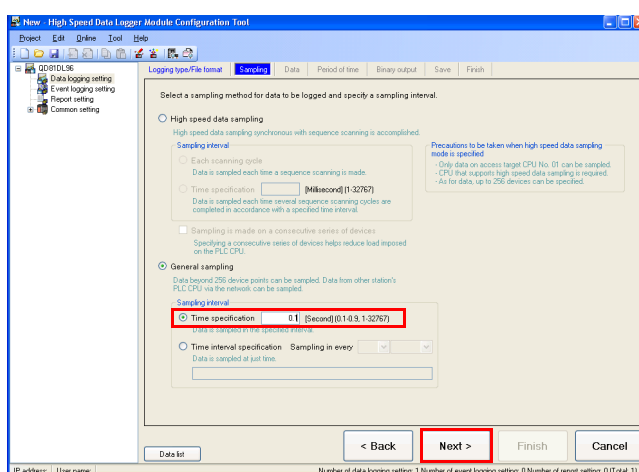 New - High Speed Data Logger Module Configuration Tool
Project Edit Online Tool Help
QD81DL96
Data logging setting
Event logging setting
Report setting
Common setting
Logging type/File format Sampling Data Period of time Binary output Save Finish
Select a sampling method for data to be logged and specify a sampling interval.
High speed data sampling
High speed data sampling synchronous with sequence scanning is accomplished.
Sampling interval
Each scanning cycle
Data is sampled each time a sequence scanning is made.
Time specification [Millisecond] (1-32767)
Data is sampled each time several sequence scanning cycles are
completed in accordance with a specified time interval.
Sampling is made on a consecutive series of devices
Specifying a consecutive series of devices helps reduce load imposed
on the PLC CPU.
Precautions to be taken when high speed data sampling
mode is specified
- Only data on access target CPU No. 01 can be sampled.
- CPU that supports high speed data sampling is required.
- As for data, up to 256 devices can be specified.
General sampling
Data beyond 256 device points can be sampled. Data from other station's
PLC CPU via the network can be sampled.
Sampling interval
Time specification 0.1 [Second] (0.1-0.9, 1-32767)
Data is sampled in the specified interval.
Time interval specification Sampling in every
Data is sampled at just time.
Data list
< Back Next > Finish Cancel
IP address: User name: Number of data logging setting: 1 Number of event logging setting: 0 Number of report setting: 0 (Total: 1)